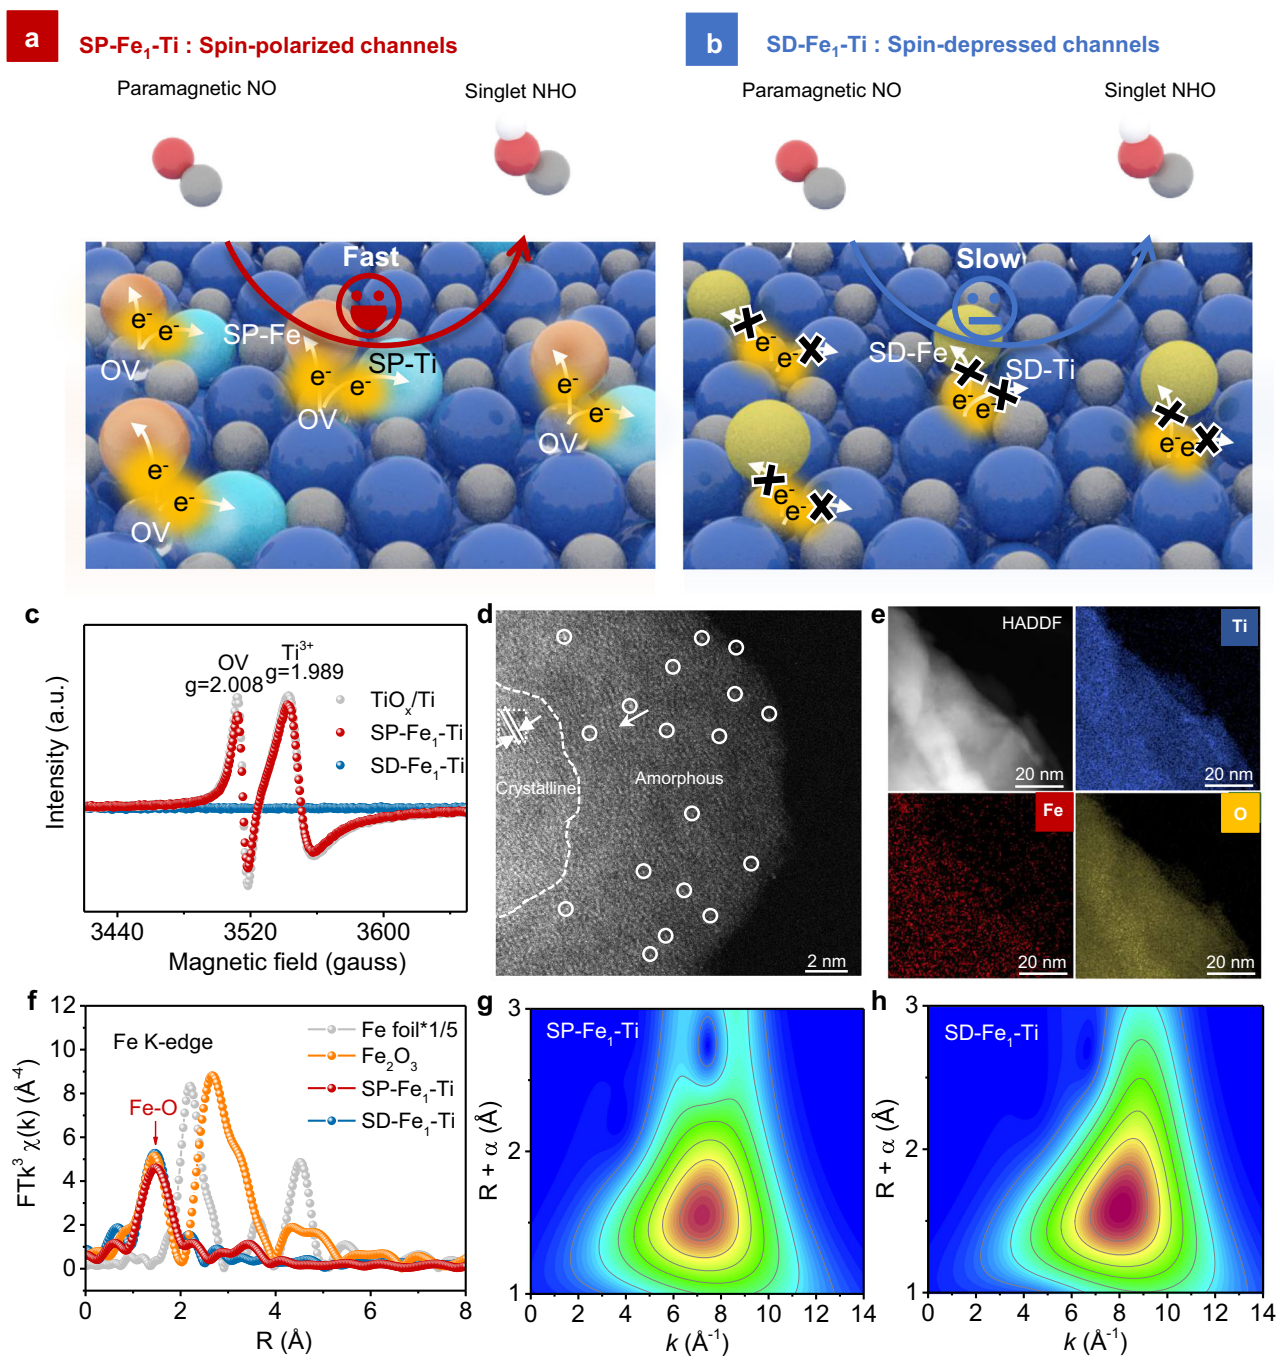 a
SP-Fe₁-Ti : Spin-polarized channels
Paramagnetic NO
Singlet NHO
Fast
SP-Fe
SP-Ti
e⁻
e⁻
OV
e⁻
e⁻
OV
e⁻
e⁻
OV
e⁻
e⁻
OV
b
SD-Fe₁-Ti : Spin-depressed channels
Paramagnetic NO
Singlet NHO
Slow
SD-Fe
SD-Ti
e⁻
e⁻
e⁻
e⁻
e⁻
e⁻
e⁻
e⁻
c
OV
g=2.008
Ti³⁺
g=1.989
TiOₓ/Ti
SP-Fe₁-Ti
SD-Fe₁-Ti
Intensity (a.u.)
3440
3520
3600
Magnetic field (gauss)
d
Crystalline
Amorphous
2 nm
e
HADDF
20 nm
Ti
20 nm
Fe
20 nm
O
20 nm
f
Fe K-edge
Fe foil*1/5
Fe₂O₃
SP-Fe₁-Ti
SD-Fe₁-Ti
Fe-O
FTk³ χ(k) (Å⁻⁴)
12
10
8
6
4
2
0
0
2
4
6
8
R (Å)
g
SP-Fe₁-Ti
R + α (Å)
3
2
1
0
2
4
6
8
10
12
14
k (Å⁻¹)
h
SD-Fe₁-Ti
R + α (Å)
3
2
1
0
2
4
6
8
10
12
14
k (Å⁻¹)